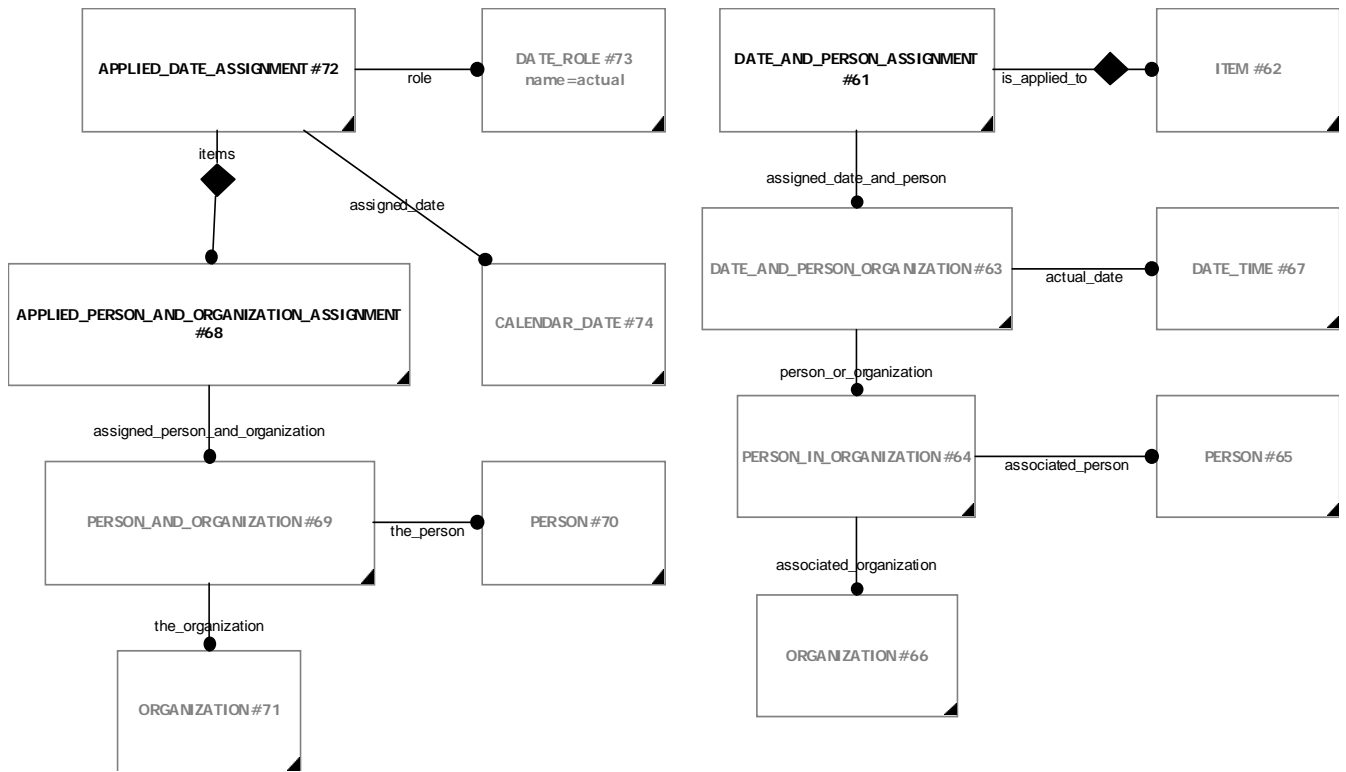 APPLIED_DATE_ASSIGNMENT #72
role
DATE_ROLE #73
name=actual
items
assigned_date
APPLIED_PERSON_AND_ORGANIZATION_ASSIGNMENT
#68
CALENDAR_DATE #74
assigned_person_and_organization
PERSON_AND_ORGANIZATION #69
the_person
PERSON #70
the_organization
ORGANIZATION #71
DATE_AND_PERSON_ASSIGNMENT
#61
is_applied_to
ITEM #62
assigned_date_and_person
DATE_AND_PERSON_ORGANIZATION #63
actual_date
DATE_TIME #67
person_or_organization
PERSON_IN_ORGANIZATION #64
associated_person
PERSON #65
associated_organization
ORGANIZATION #66